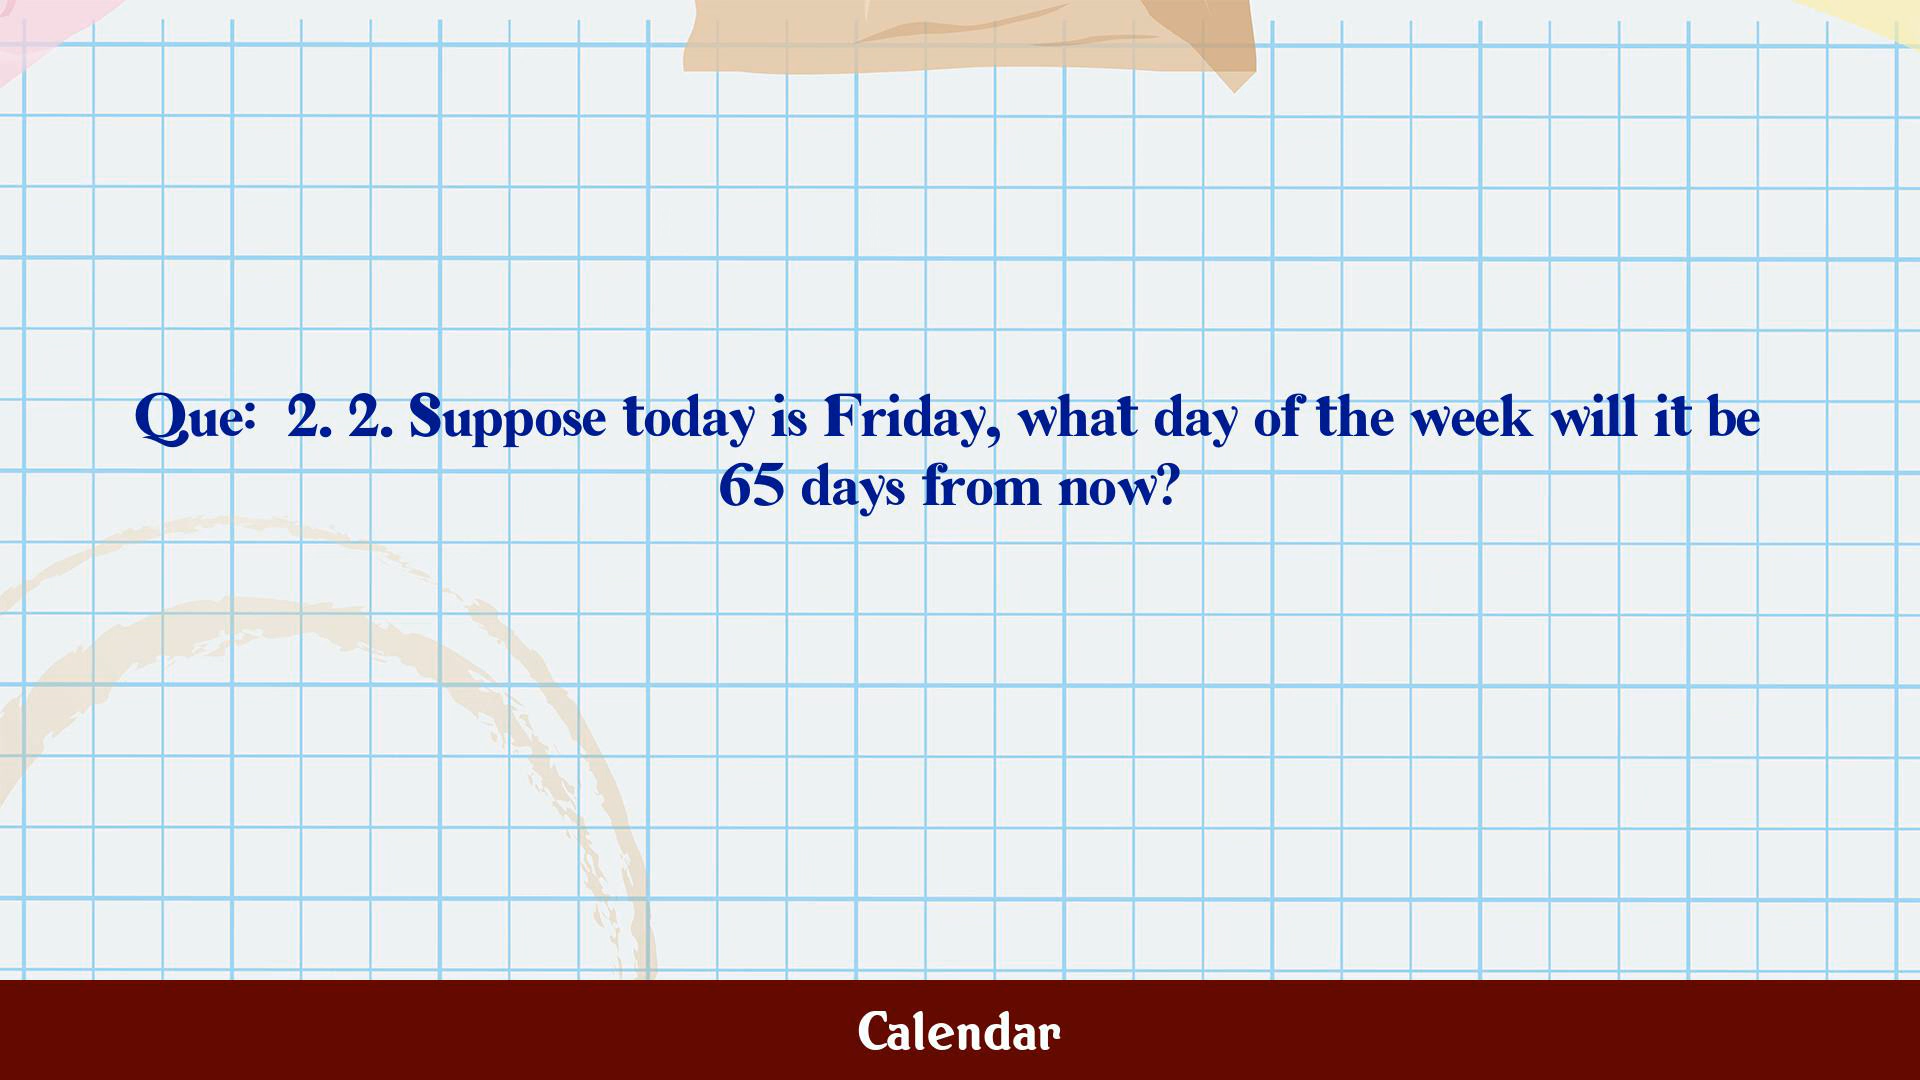 Que: 2. 2. Suppose today is Friday, what day of the week will it be
65 days from now?
Calendar